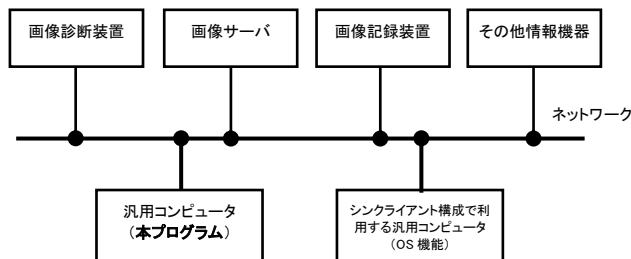 画像診断装置
画像サーバ
画像記録装置
その他情報機器
ネットワーク
汎用コンピュータ
（本プログラム）
シンクライアント構成で利
用する汎用コンピュータ
（OS 機能）